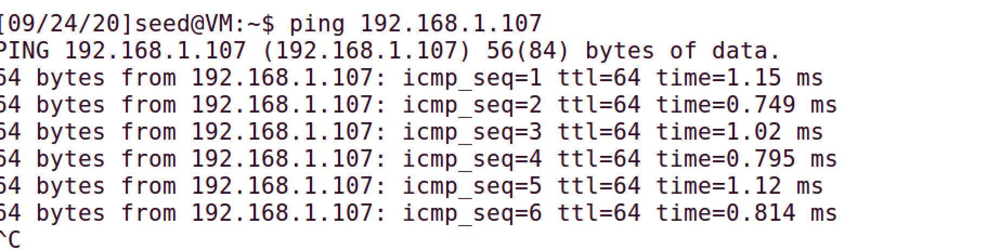 [09/24/20]seed@VM:~$ ping 192.168.1.107
PING 192.168.1.107 (192.168.1.107) 56(84) bytes of data.
64 bytes from 192.168.1.107: icmp_seq=1 ttl=64 time=1.15 ms
64 bytes from 192.168.1.107: icmp_seq=2 ttl=64 time=0.749 ms
64 bytes from 192.168.1.107: icmp_seq=3 ttl=64 time=1.02 ms
64 bytes from 192.168.1.107: icmp_seq=4 ttl=64 time=0.795 ms
64 bytes from 192.168.1.107: icmp_seq=5 ttl=64 time=1.12 ms
64 bytes from 192.168.1.107: icmp_seq=6 ttl=64 time=0.814 ms
^C